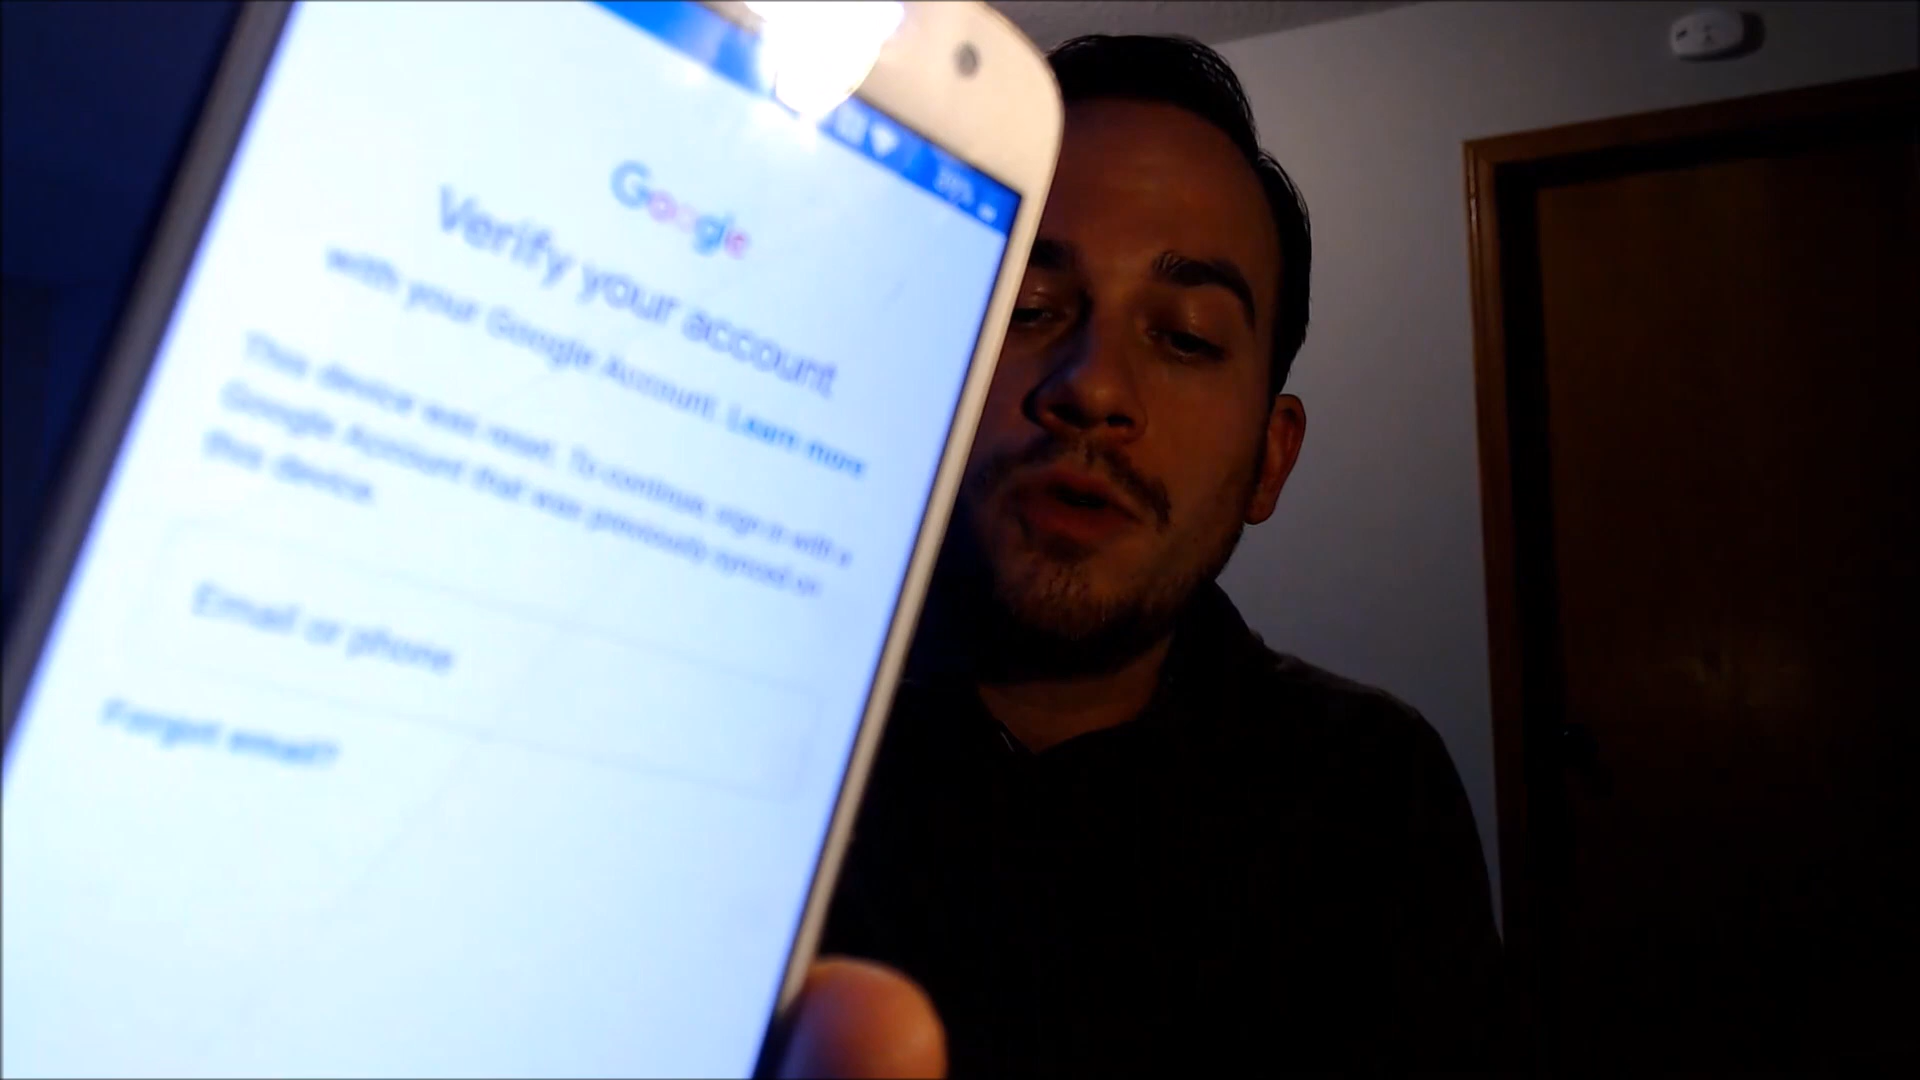 Google
Verify your account
with your Google Account. Learn more
This device was reset. To continue, sign in with a
Google Account that was previously synced on
this device.
Email or phone
Forgot email?